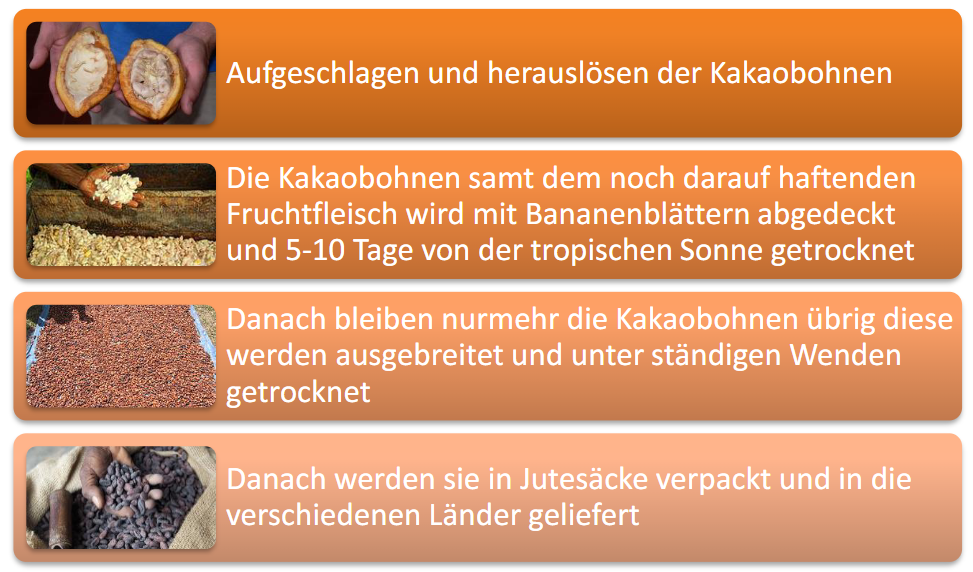 Aufgeschlagen und herauslösen der Kakaobohnen
Die Kakaobohnen samt dem noch darauf haftenden
Fruchtfleisch wird mit Bananenblättern abgedeckt
und 5-10 Tage von der tropischen Sonne getrocknet
Danach bleiben nurmehr die Kakaobohnen übrig diese
werden ausgebreitet und unter ständigen Wenden
getrocknet
Danach werden sie in Jutesäcke verpackt und in die
verschiedenen Länder geliefert